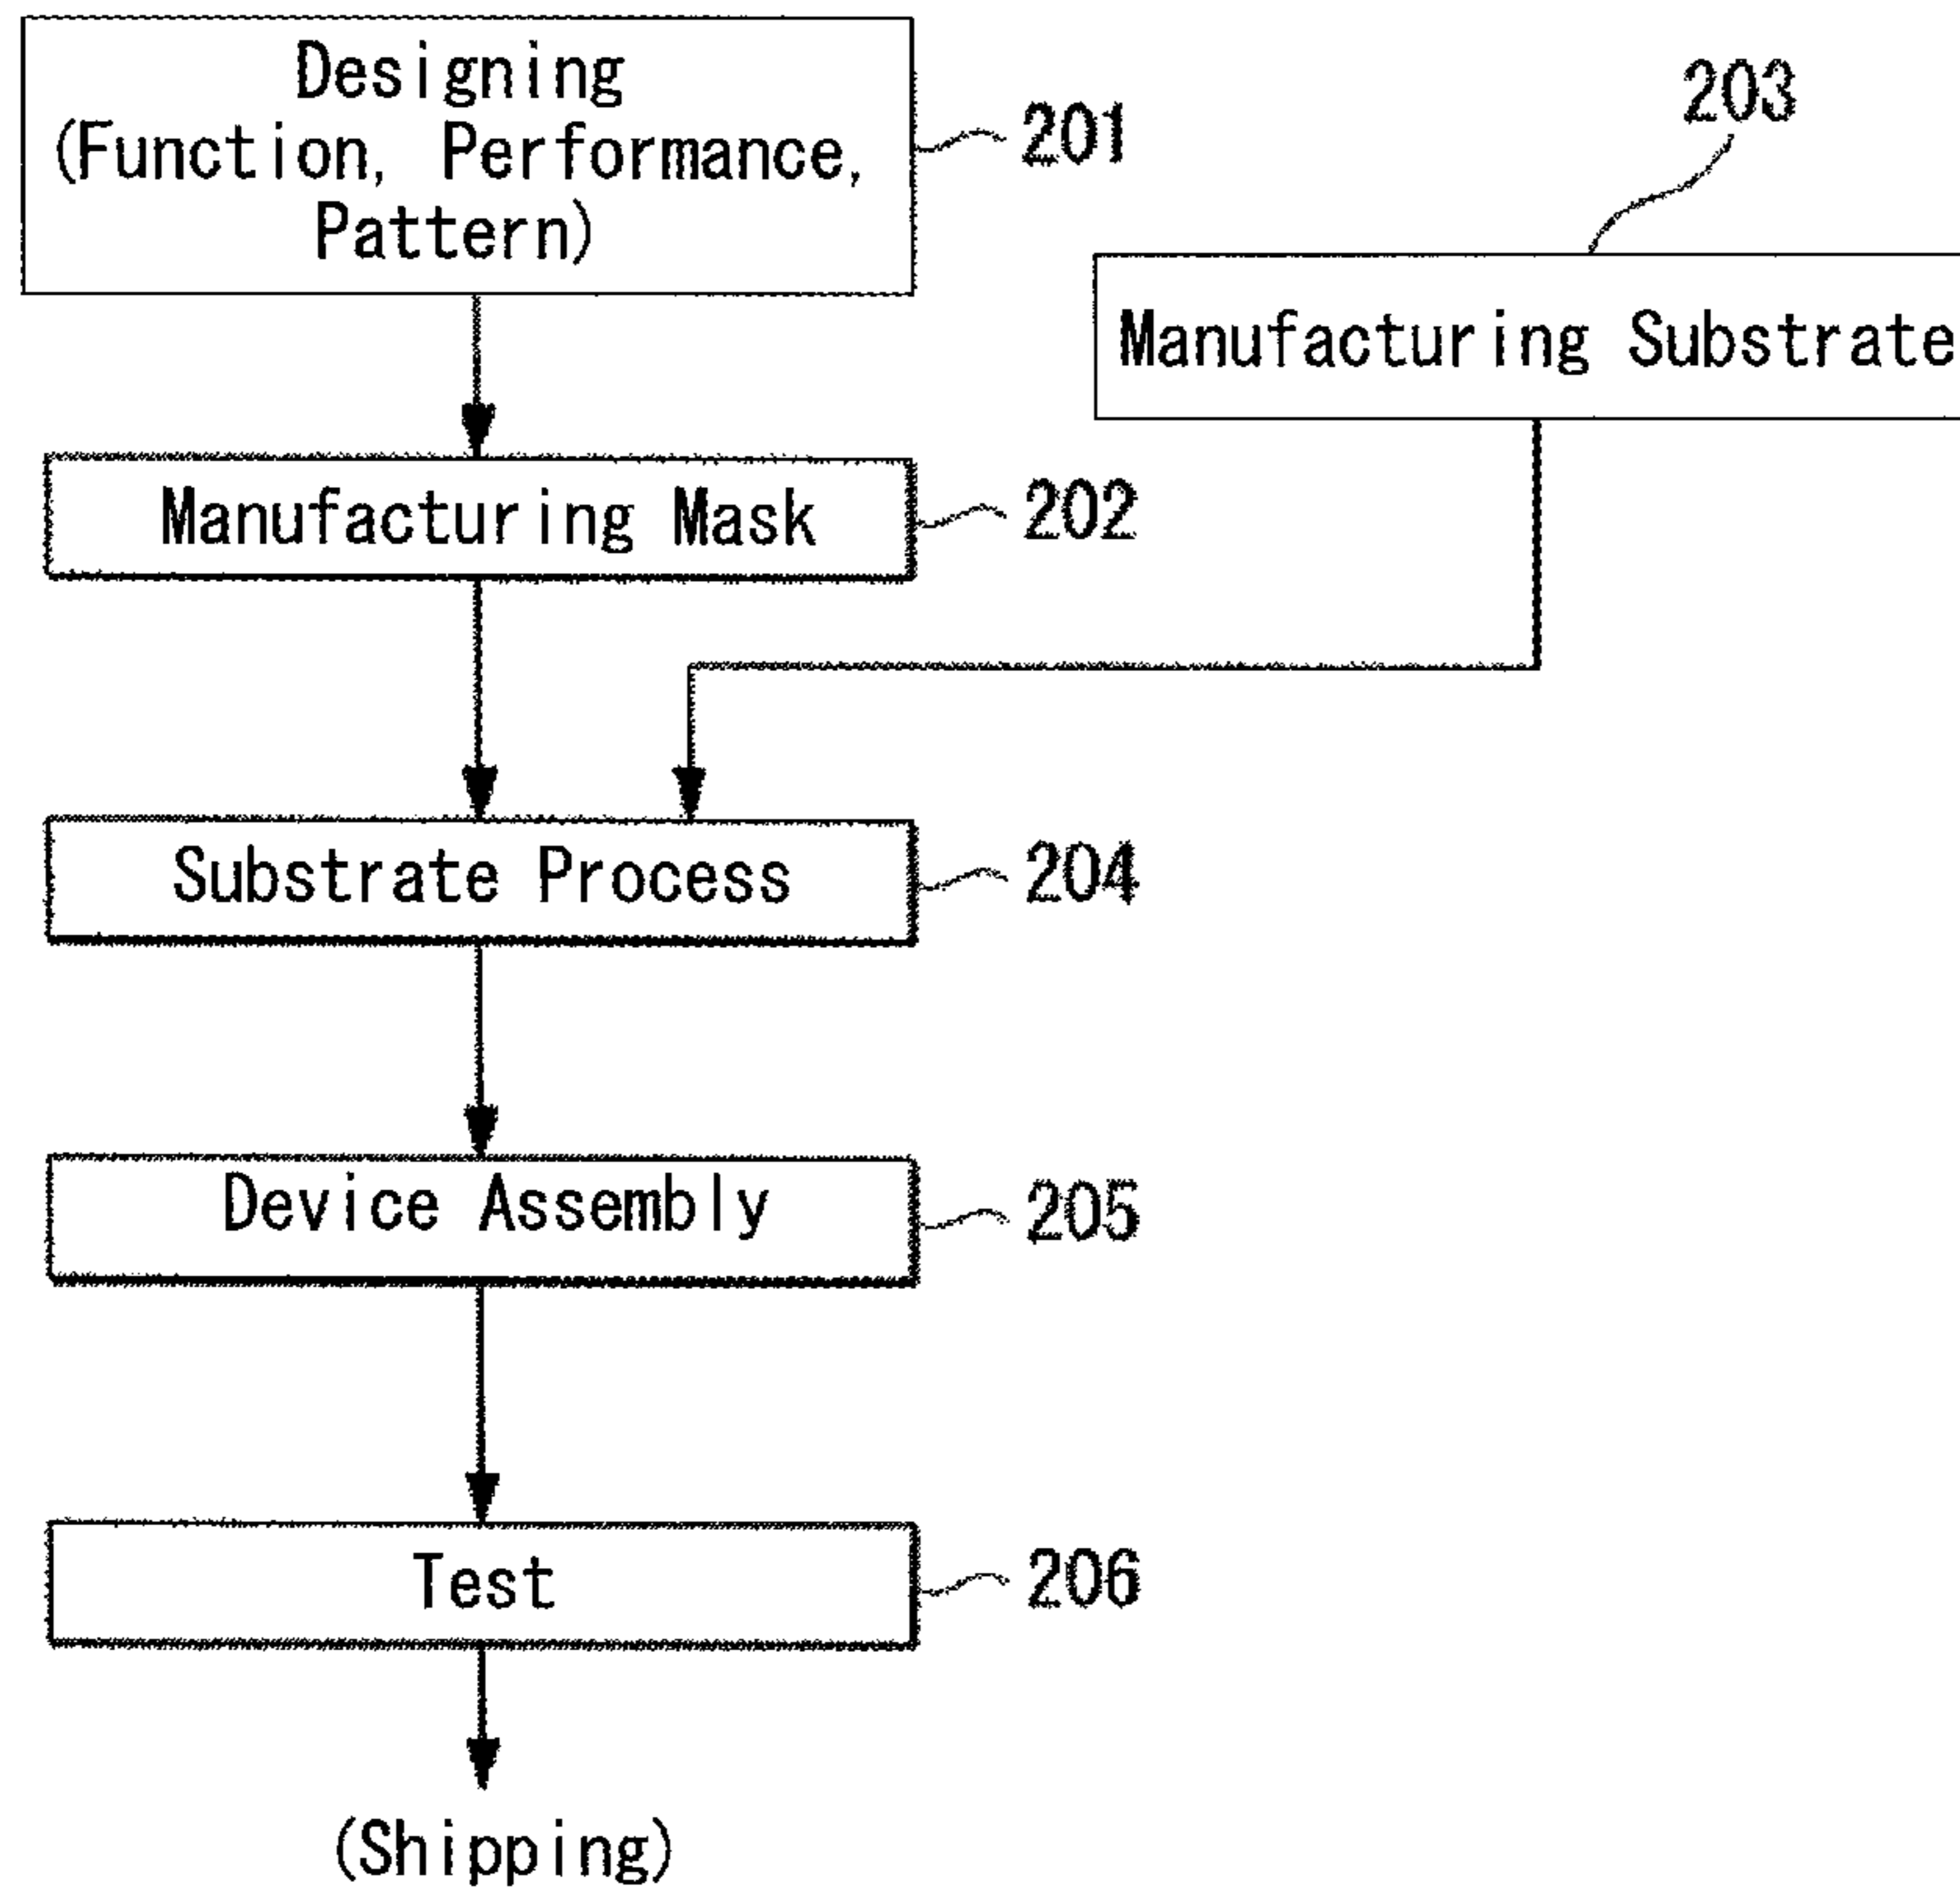 Designing
(Function, Performance,
Pattern)
201
203
Manufacturing Substrate
Manufacturing Mask
202
Substrate Process
204
Device Assembly
205
Test
206
(Shipping)